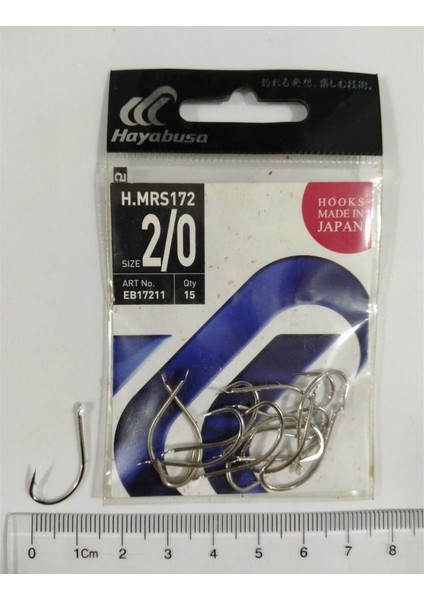 釣れる発想、楽しむ技術。
Hayabusa
H.MRS172
SIZE 2/0
ART No. Qty
EB17211 15
HOOKS
MADE IN
JAPAN
0 1Cm 2 3 4 5 6 7 8